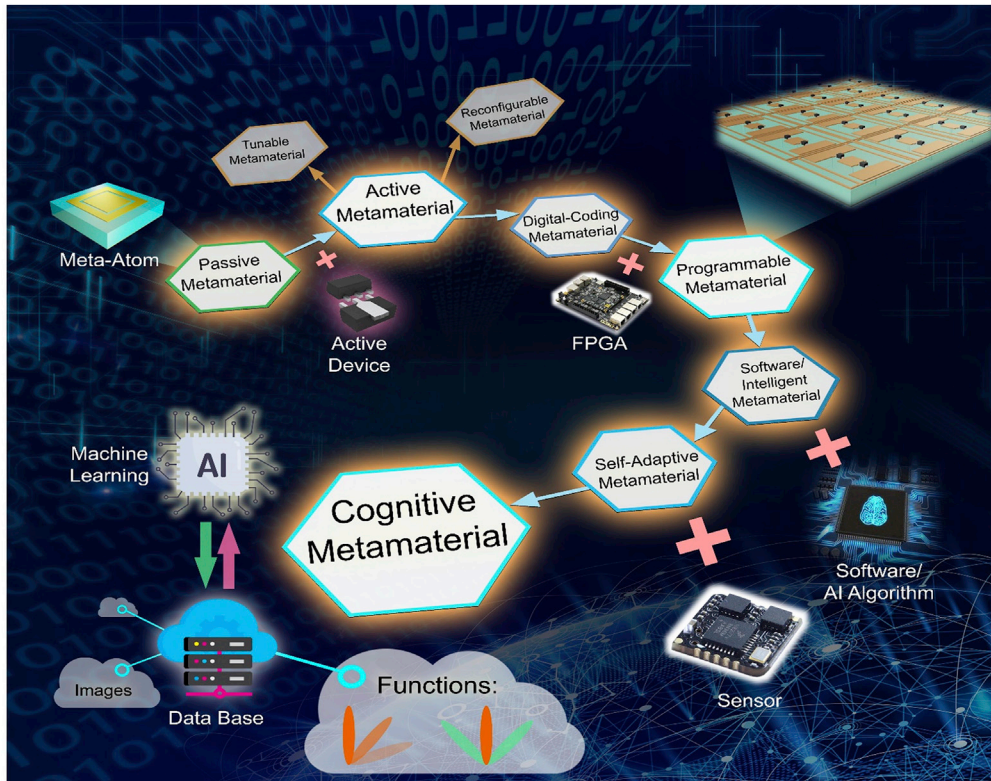 Reconfigurable
Metamaterial
Tunable
Metamaterial
Active
Metamaterial
Digital-Coding
Metamaterial
Meta-Atom
Passive
Metamaterial
Programmable
Metamaterial
Active
Device
FPGA
Software/
Intelligent
Metamaterial
Machine
Learning
AI
Self-Adaptive
Metamaterial
Cognitive
Metamaterial
Software/
AI Algorithm
Images
Data Base
Functions:
Sensor